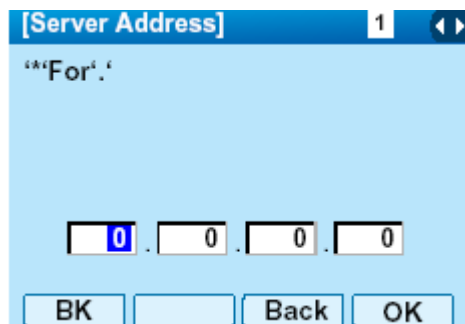 [Server Address] 1
‘*‘For‘.‘
0 . 0 . 0 . 0
BK Back OK